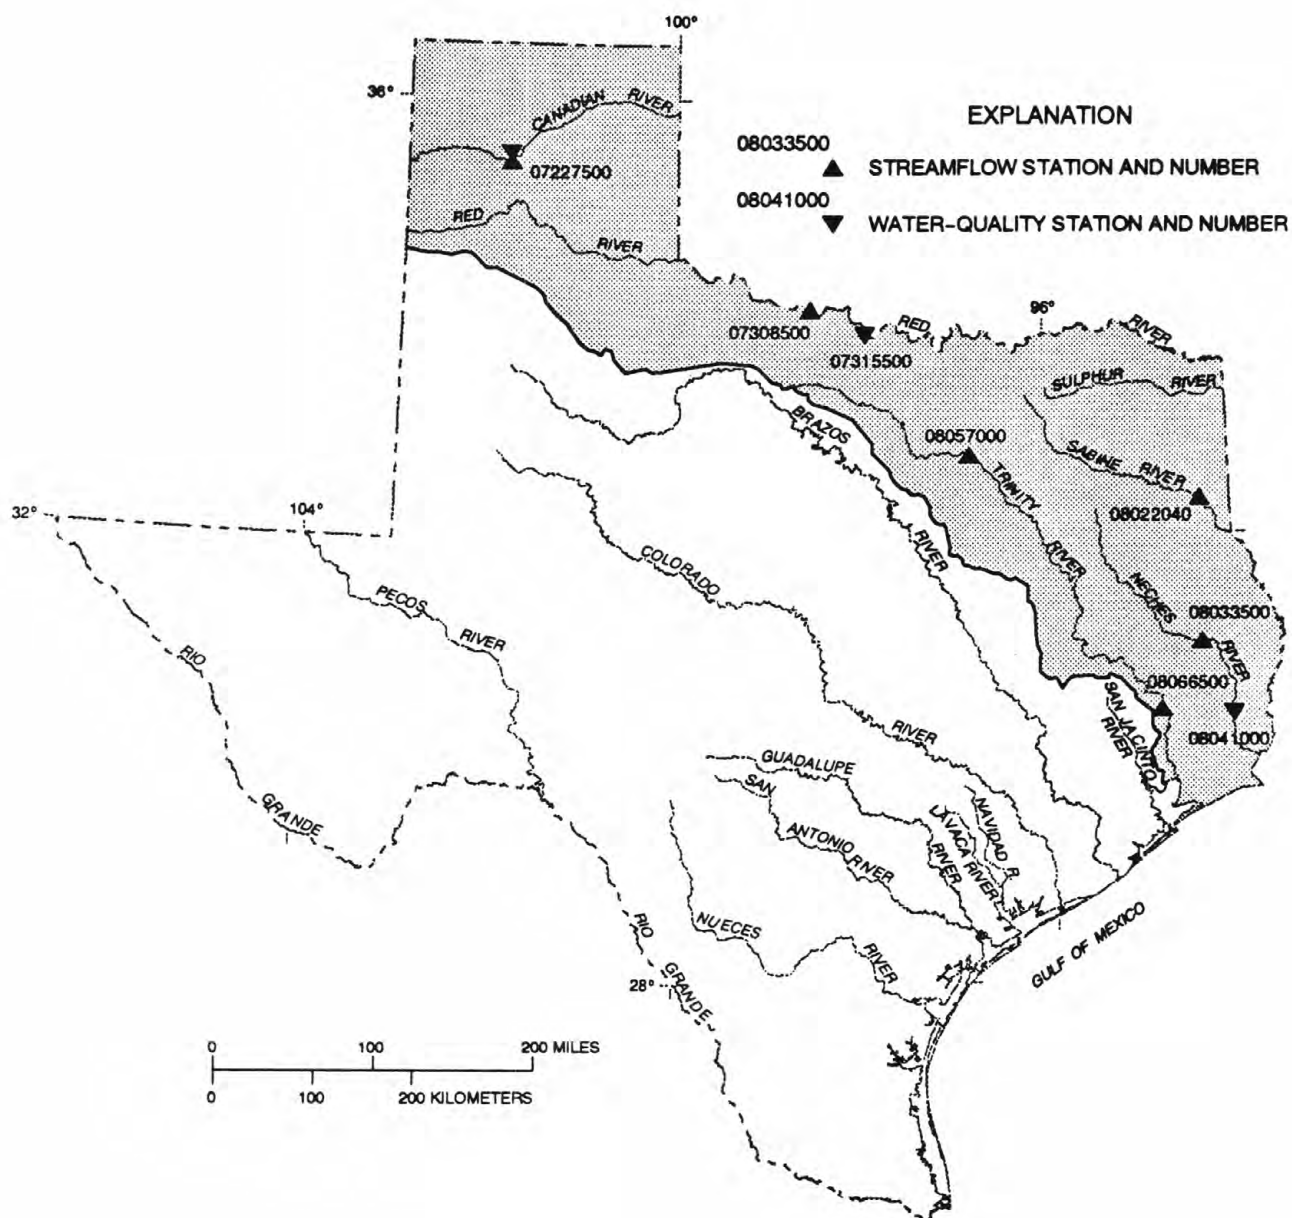 100°
36°
CANADIAN RIVER
07227500
EXPLANATION
08033500
STREAMFLOW STATION AND NUMBER
08041000
WATER-QUALITY STATION AND NUMBER
RED RIVER
07308500
07315500
RED RIVER
96°
SULPHUR RIVER
BRAZOS RIVER
08057000
TRINITY RIVER
SABINE RIVER
08022040
32°
104°
COLORADO RIVER
NECHES RIVER
PECOS RIVER
08033500
RIO GRANDE
08066500
SAN JACINTO
RIVER
08041000
GUADALUPE RIVER
SAN ANTONIO RIVER
LAVACA RIVER
NAVIDAD R
NUECES RIVER
RIO GRANDE
28°
GULF OF MEXICO
0 100 200 MILES
0 100 200 KILOMETERS